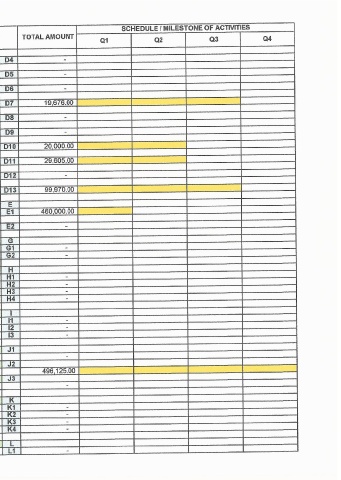 TOTAL AMOUNT
SCHEDULE / MILESTONE OF ACTIVITIES
Q1 Q2 Q3 Q4
D4 -
D5 -
D6 -
D7 19,676.00
D8 -
D9 -
D10 20,000.00
D11 29,605.00
D12 -
D13 99,970.00
E
E1 460,000.00
E2 -
G
G1 -
G2 -
H
H1 -
H2 -
H3 -
H4 -
I
I1 -
I2 -
I3 -
J1
-
J2
496,125.00
J3
-
K
K1 -
K2 -
K3 -
K4 -
L
L1 -